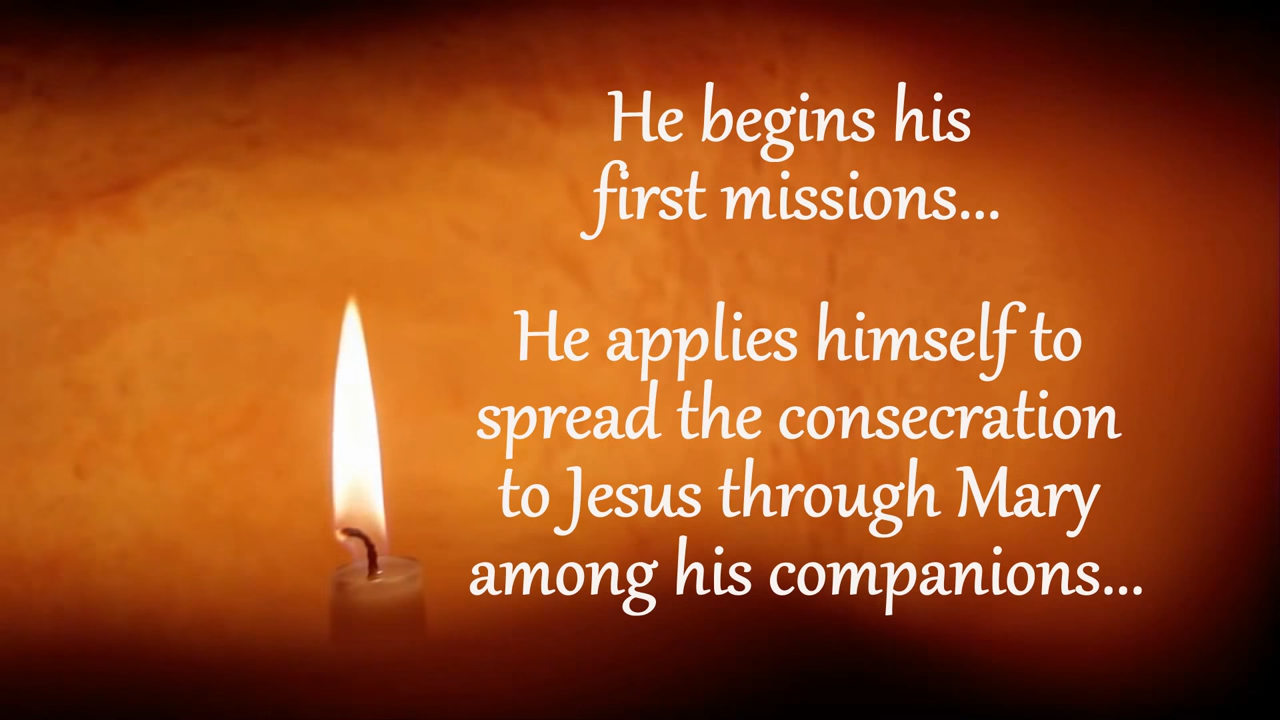 He begins his
first missions...
He applies himself to
spread the consecration
to Jesus through Mary
among his companions...